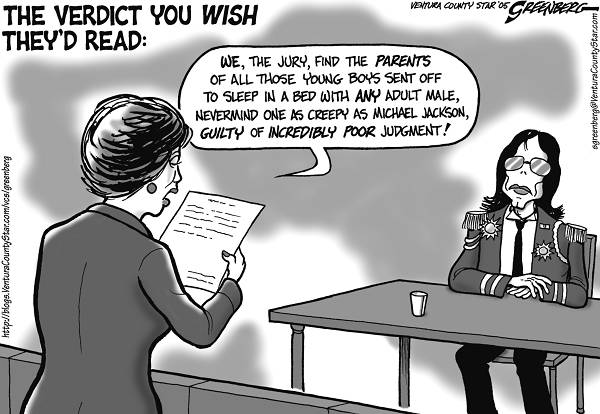 THE VERDICT YOU WISH
THEY'D READ:
VENTURA COUNTY STAR '05 GREENBERG
WE, THE JURY, FIND THE PARENTS
OF ALL THOSE YOUNG BOYS SENT OFF
TO SLEEP IN A BED WITH ANY ADULT MALE,
NEVERMIND ONE AS CREEPY AS MICHAEL JACKSON,
GUILTY OF INCREDIBLY POOR JUDGMENT!
sgreenberg@VenturaCountyStar.com
http://blogs.VenturaCountyStar.com/vcs/greenberg